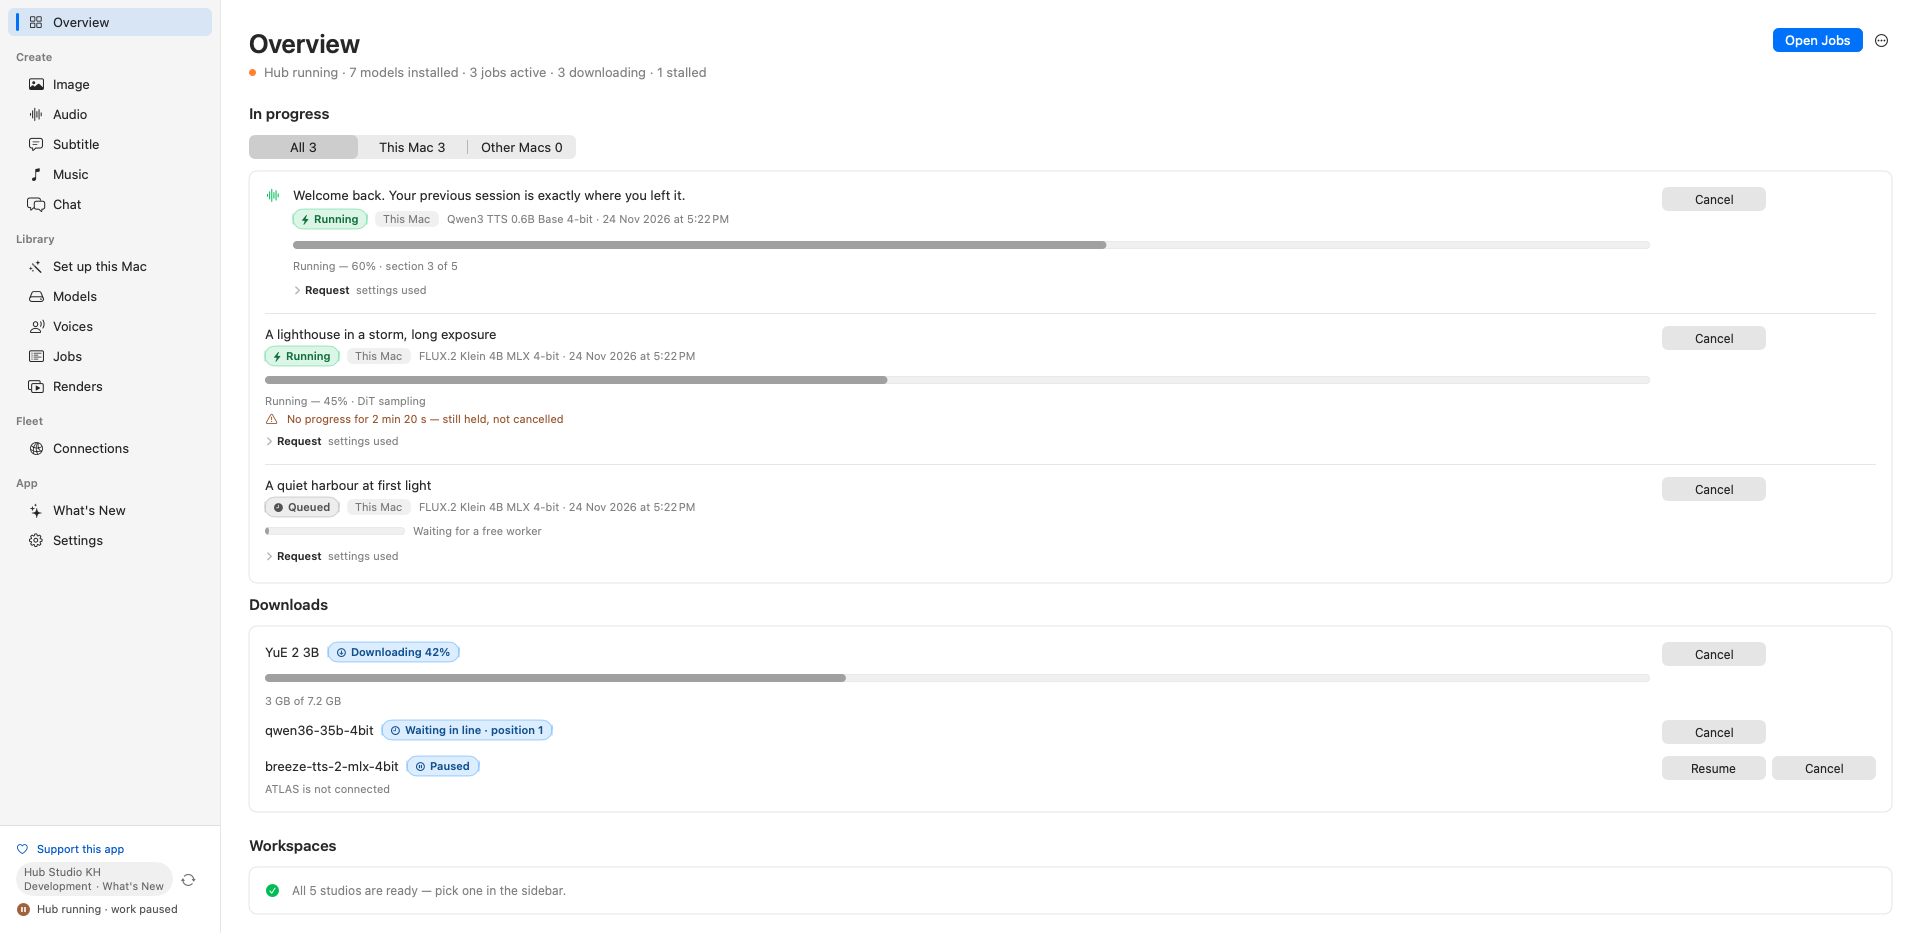 Overview
Create
Image
Audio
Subtitle
Music
Chat
Library
Set up this Mac
Models
Voices
Jobs
Renders
Fleet
Connections
App
What's New
Settings
Support this app
Hub Studio KH
Development · What's New
Hub running · work paused
Overview
Open Jobs
Hub running · 7 models installed · 3 jobs active · 3 downloading · 1 stalled
In progress
All 3 This Mac 3 Other Macs 0
Welcome back. Your previous session is exactly where you left it.
Cancel
Running This Mac Qwen3 TTS 0.6B Base 4-bit · 24 Nov 2026 at 5:22 PM
Running — 60% · section 3 of 5
Request settings used
A lighthouse in a storm, long exposure
Cancel
Running This Mac FLUX.2 Klein 4B MLX 4-bit · 24 Nov 2026 at 5:22 PM
Running — 45% · DiT sampling
No progress for 2 min 20 s — still held, not cancelled
Request settings used
A quiet harbour at first light
Cancel
Queued This Mac FLUX.2 Klein 4B MLX 4-bit · 24 Nov 2026 at 5:22 PM
Waiting for a free worker
Request settings used
Downloads
YuE 2 3B Downloading 42%
Cancel
3 GB of 7.2 GB
qwen36-35b-4bit Waiting in line · position 1
Cancel
breeze-tts-2-mlx-4bit Paused
Resume Cancel
ATLAS is not connected
Workspaces
All 5 studios are ready — pick one in the sidebar.